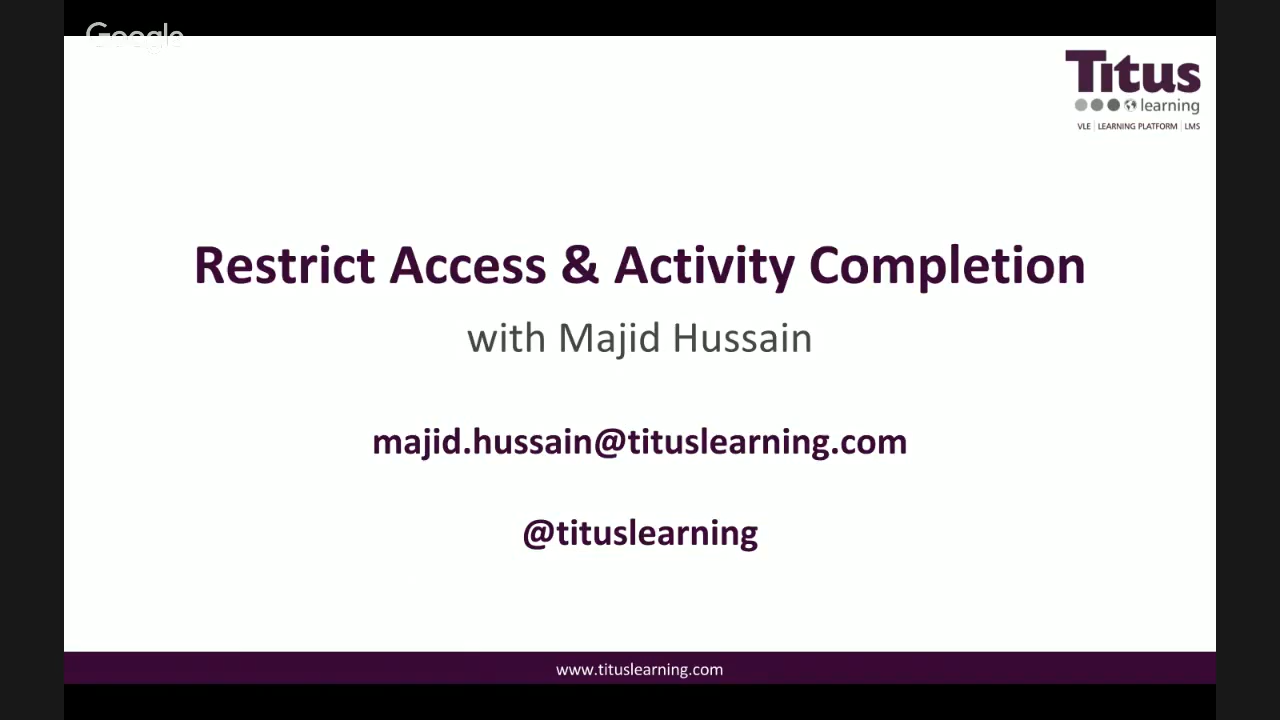 Google
Titus
learning
VLE | LEARNING PLATFORM | LMS
Restrict Access & Activity Completion
with Majid Hussain
majid.hussain@tituslearning.com
@tituslearning
www.tituslearning.com